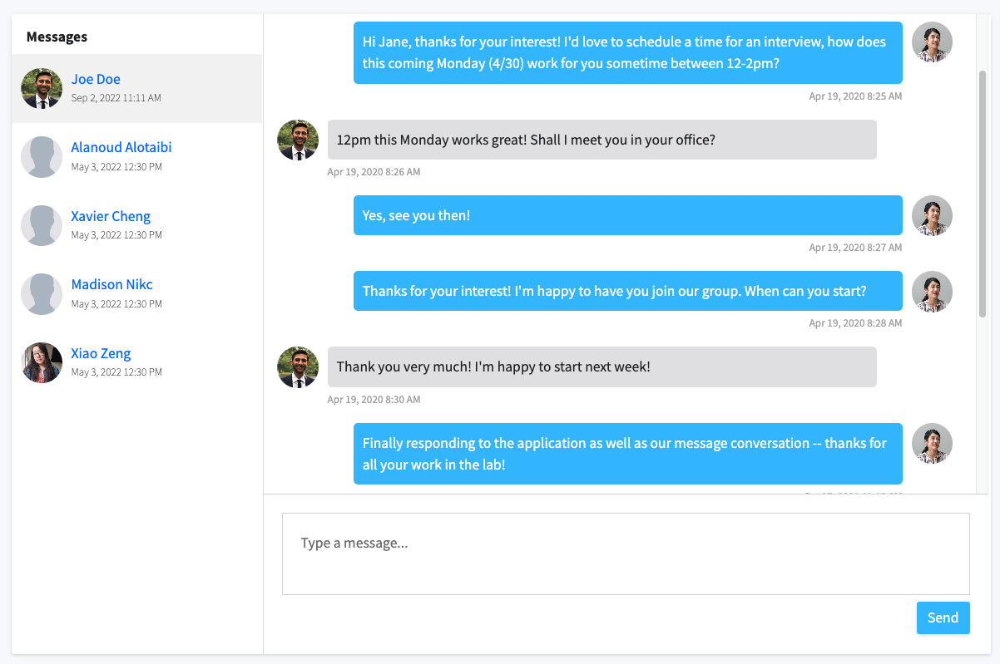 Messages
Joe Doe
Sep 2, 2022 11:11 AM
Alanoud Alotaibi
May 3, 2022 12:30 PM
Xavier Cheng
May 3, 2022 12:30 PM
Madison Nikc
May 3, 2022 12:30 PM
Xiao Zeng
May 3, 2022 12:30 PM
Hi Jane, thanks for your interest! I'd love to schedule a time for an interview, how does
this coming Monday (4/30) work for you sometime between 12-2pm?
Apr 19, 2020 8:25 AM
12pm this Monday works great! Shall I meet you in your office?
Apr 19, 2020 8:26 AM
Yes, see you then!
Apr 19, 2020 8:27 AM
Thanks for your interest! I'm happy to have you join our group. When can you start?
Apr 19, 2020 8:28 AM
Thank you very much! I'm happy to start next week!
Apr 19, 2020 8:30 AM
Finally responding to the application as well as our message conversation -- thanks for
all your work in the lab!
Type a message...
Send